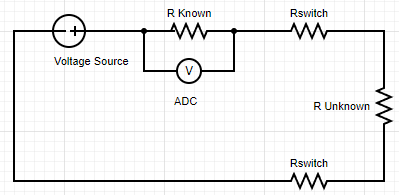 R Known
Rswitch
Voltage Source
V
ADC
R Unknown
Rswitch